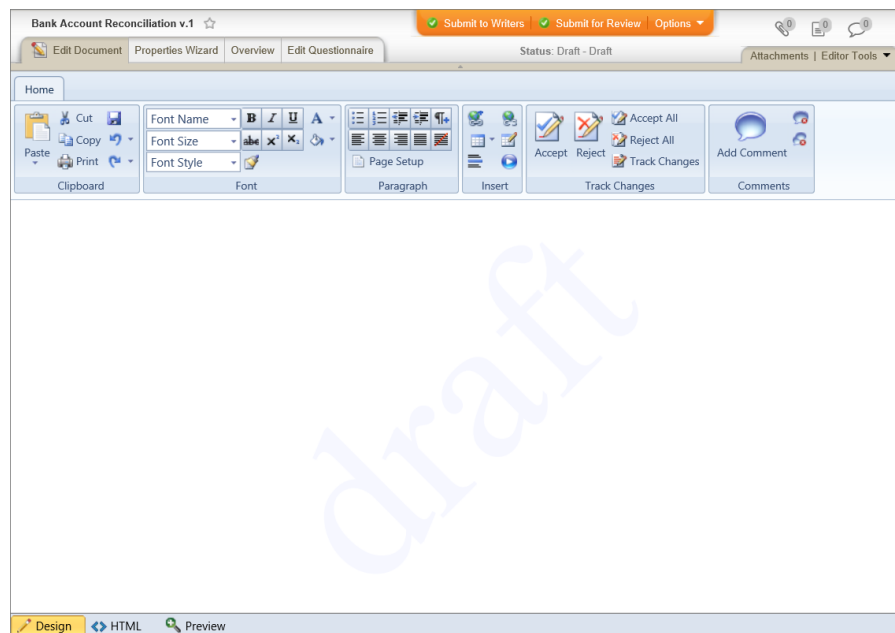 Bank Account Reconciliation v.1
Submit to Writers | Submit for Review | Options
0 0 0
Edit Document Properties Wizard Overview Edit Questionnaire
Status: Draft - Draft
Attachments | Editor Tools
Home
Cut
Copy
Print
Paste
Clipboard
Font Name
Font Size
Font Style
B I U A
abc x² x₂
Font
Page Setup
Paragraph
Insert
Accept Reject
Accept All
Reject All
Track Changes
Track Changes
Add Comment
Comments
draft
Design HTML Preview